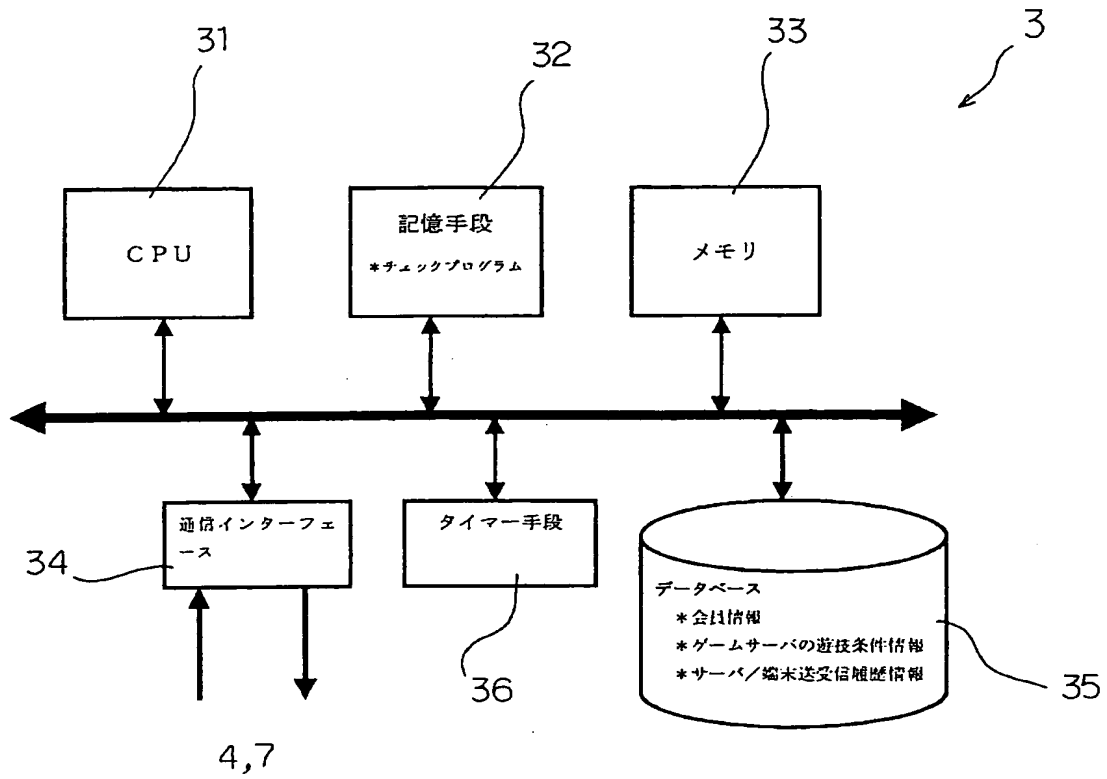 31
32
33
3
CPU
記憶手段
*チェックプログラム
メモリ
通信インターフェ
ース
タイマー手段
データベース
*会員情報
*ゲームサーバの遊技条件情報
*サーバ/端末送受信履歴情報
34
36
35
4,7